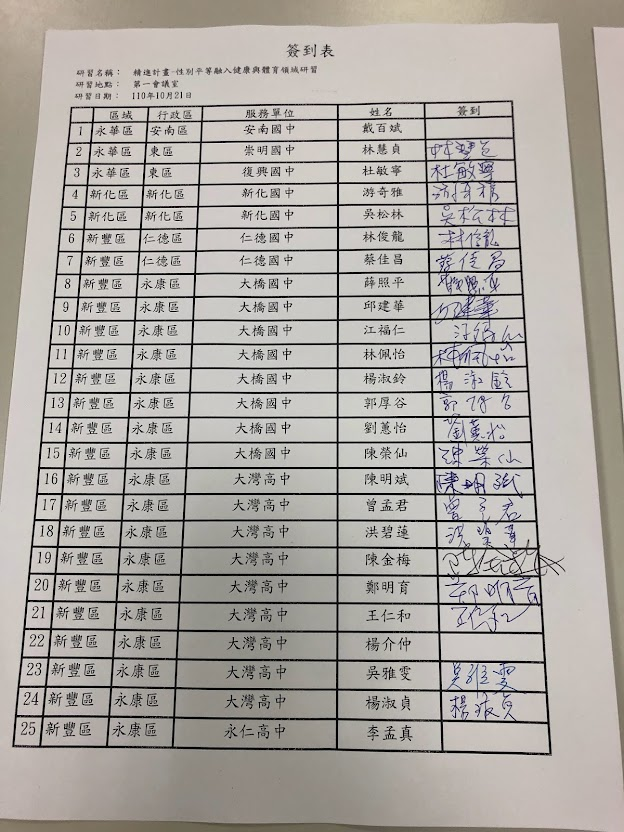 簽到表
研習名稱： 精進計畫-性別平等融入健康與體育領域研習
研習地點： 第一會議室
研習日期： 110年10月21日
區域 行政區 服務單位 姓名 簽到
1 永華區 安南區 安南國中 戴百斌
2 永華區 東區 崇明國中 林慧貞 林慧貞
3 永華區 東區 復興國中 杜敏寧 杜敏寧
4 新化區 新化區 新化國中 游奇雅 游奇雅
5 新化區 新化區 新化國中 吳松林 吳松林
6 新豐區 仁德區 仁德國中 林俊龍 林俊龍
7 新豐區 仁德區 仁德國中 蔡佳昌 蔡佳昌
8 新豐區 永康區 大橋國中 薛照平 薛照平
9 新豐區 永康區 大橋國中 邱建華 邱建華
10 新豐區 永康區 大橋國中 江福仁 江福仁
11 新豐區 永康區 大橋國中 林佩怡 林佩怡
12 新豐區 永康區 大橋國中 楊淑鈴 楊淑鈴
13 新豐區 永康區 大橋國中 郭厚谷 郭厚谷
14 新豐區 永康區 大橋國中 劉蕙怡 劉蕙怡
15 新豐區 永康區 大橋國中 陳榮仙 陳榮仙
16 新豐區 永康區 大灣高中 陳明斌 陳明斌
17 新豐區 永康區 大灣高中 曾孟君 曾孟君
18 新豐區 永康區 大灣高中 洪碧蓮 洪碧蓮
19 新豐區 永康區 大灣高中 陳金梅
20 新豐區 永康區 大灣高中 鄭明育 鄭明育
21 新豐區 永康區 大灣高中 王仁和 王仁和
22 新豐區 永康區 大灣高中 楊介仲
23 新豐區 永康區 大灣高中 吳雅雯 吳雅雯
24 新豐區 永康區 大灣高中 楊淑貞 楊淑貞
25 新豐區 永康區 永仁高中 李孟真